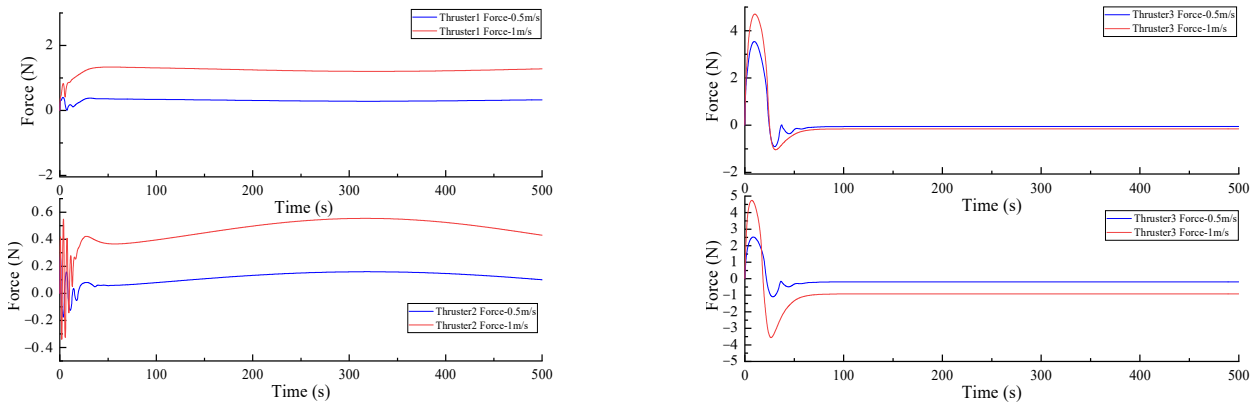 Thruster1 Force-0.5m/s
Thruster1 Force-1m/s
Force (N)
2
0
−2
0 100 200 300 400 500
Time (s)
Thruster2 Force-0.5m/s
Thruster2 Force-1m/s
Force (N)
0.6
0.4
0.2
0.0
−0.2
−0.4
0 100 200 300 400 500
Time (s)
Thruster3 Force-0.5m/s
Thruster3 Force-1m/s
Force (N)
4
2
0
−2
0 100 200 300 400 500
Time (s)
Thruster3 Force-0.5m/s
Thruster3 Force-1m/s
Force (N)
5
4
3
2
1
0
−1
−2
−3
−4
5
0 100 200 300 400 500
Time (s)